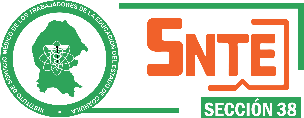 INSTITUTO DE SERVICIO MÉDICO DE LOS TRABAJADORES DE LA EDUCACIÓN DEL ESTADO DE COAHUILA
SNTE
SECCIÓN 38